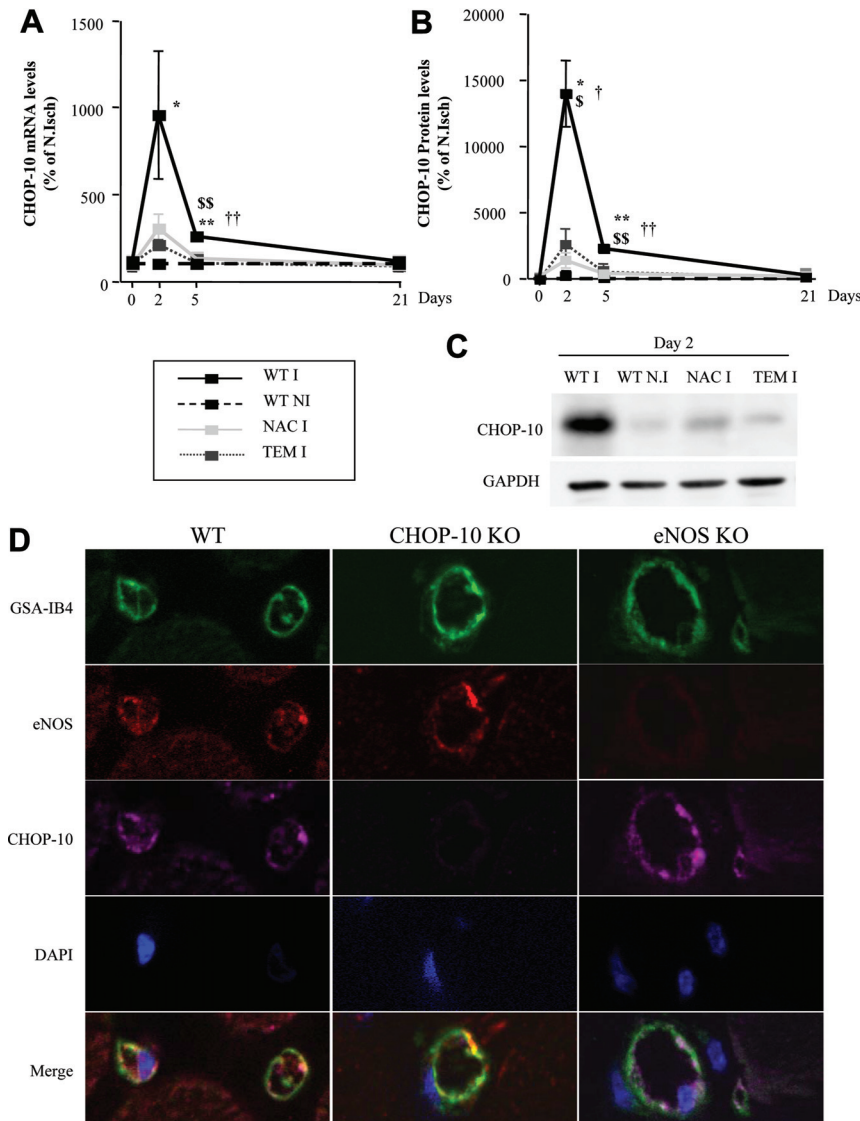 A
CHOP-10 mRNA levels
(% of N.Isch)
1500
1000
500
0
*
$$
** ††
0 2 5 21 Days
B
CHOP-10 Protein levels
(% of N.Isch)
20000
15000
10000
5000
0
* †
$
**
$$ ††
0 2 5 21 Days
WT I
WT NI
NAC I
TEM I
C
Day 2
WT I WT N.I NAC I TEM I
CHOP-10
GAPDH
D
WT CHOP-10 KO eNOS KO
GSA-IB4
eNOS
CHOP-10
DAPI
Merge